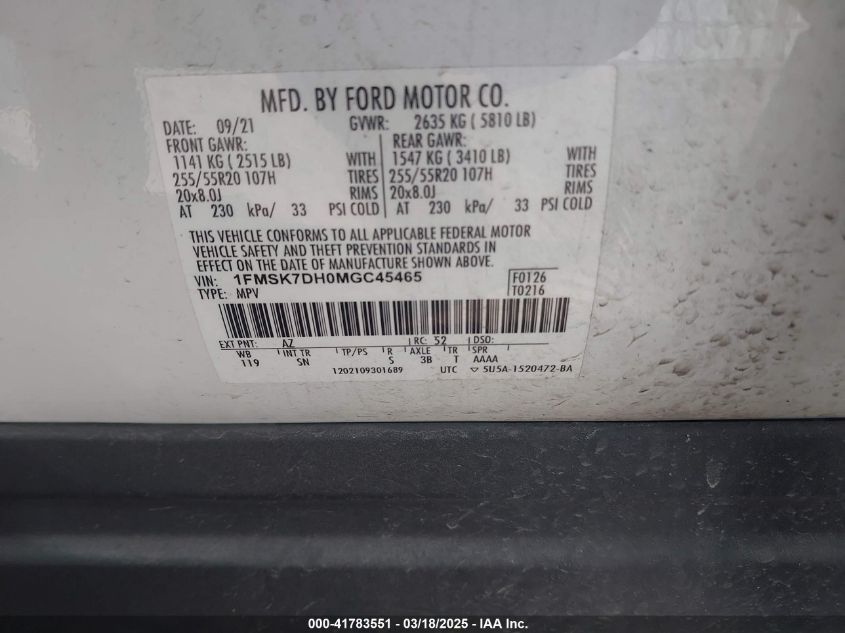 MFD. BY FORD MOTOR CO.
DATE: 09/21 GVWR: 2635 KG ( 5810 LB)
FRONT GAWR: REAR GAWR:
1141 KG ( 2515 LB) WITH 1547 KG ( 3410 LB) WITH
255/55R20 107H TIRES 255/55R20 107H TIRES
20x8.0J RIMS 20x8.0J RIMS
AT 230 kPa/ 33 PSI COLD AT 230 kPa/ 33 PSI COLD
THIS VEHICLE CONFORMS TO ALL APPLICABLE FEDERAL MOTOR
VEHICLE SAFETY AND THEFT PREVENTION STANDARDS IN
EFFECT ON THE DATE OF MANUFACTURE SHOWN ABOVE.
VIN: 1FMSK7DH0MGC45465 F0126
TYPE: MPV T0216
EXT PNT: AZ RC: 52 DSO:
WB INT TR TP/PS R AXLE TR SPR
119 SN S 3B T AAAA
1202109301689 UTC ▽ 5U5A-1520472-BA
000-41783551 - 03/18/2025 - IAA Inc.